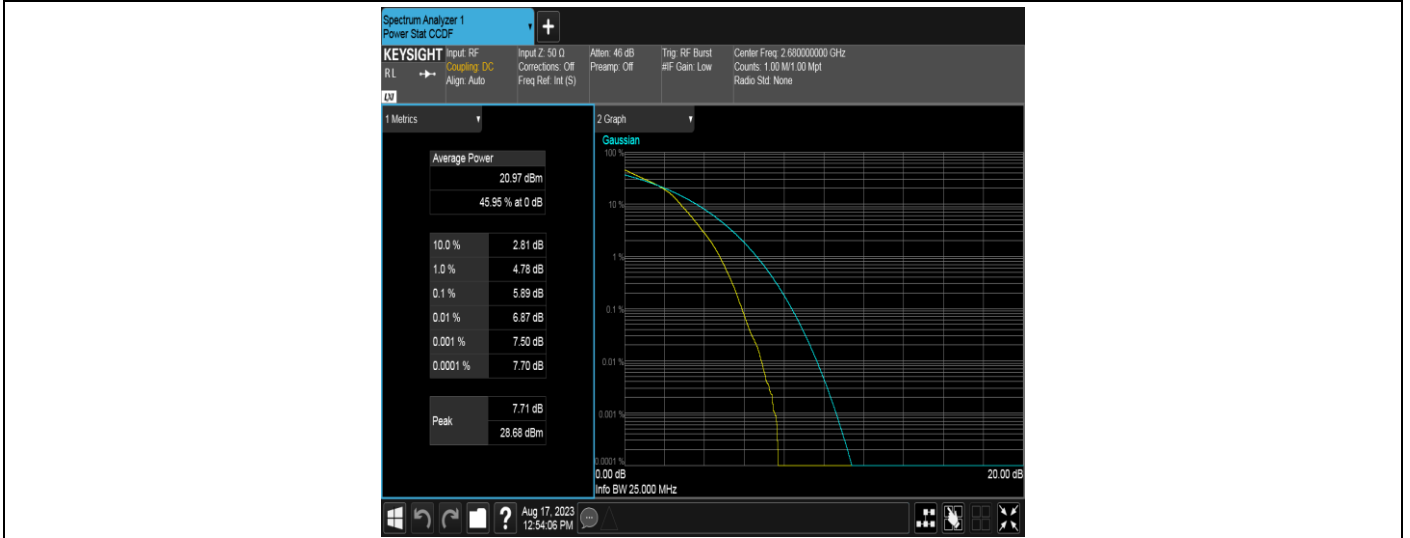 Spectrum Analyzer 1
Power Stat CCDF
+
KEYSIGHT
RL
LXI
Input: RF
Coupling: DC
Align: Auto
Input Z: 50 Ω
Corrections: Off
Freq Ref: Int (S)
Atten: 46 dB
Preamp: Off
Trig: RF Burst
#IF Gain: Low
Center Freq: 2.680000000 GHz
Counts: 1.00 M/1.00 Mpt
Radio Std: None
1 Metrics
Average Power
20.97 dBm
45.95 % at 0 dB
10.0 % 2.81 dB
1.0 % 4.78 dB
0.1 % 5.89 dB
0.01 % 6.87 dB
0.001 % 7.50 dB
0.0001 % 7.70 dB
Peak
7.71 dB
28.68 dBm
2 Graph
Gaussian
100 %
10 %
1 %
0.1 %
0.01 %
0.001 %
0.0001 %
0.00 dB
20.00 dB
Info BW 25.000 MHz
?
Aug 17, 2023
12:54:06 PM